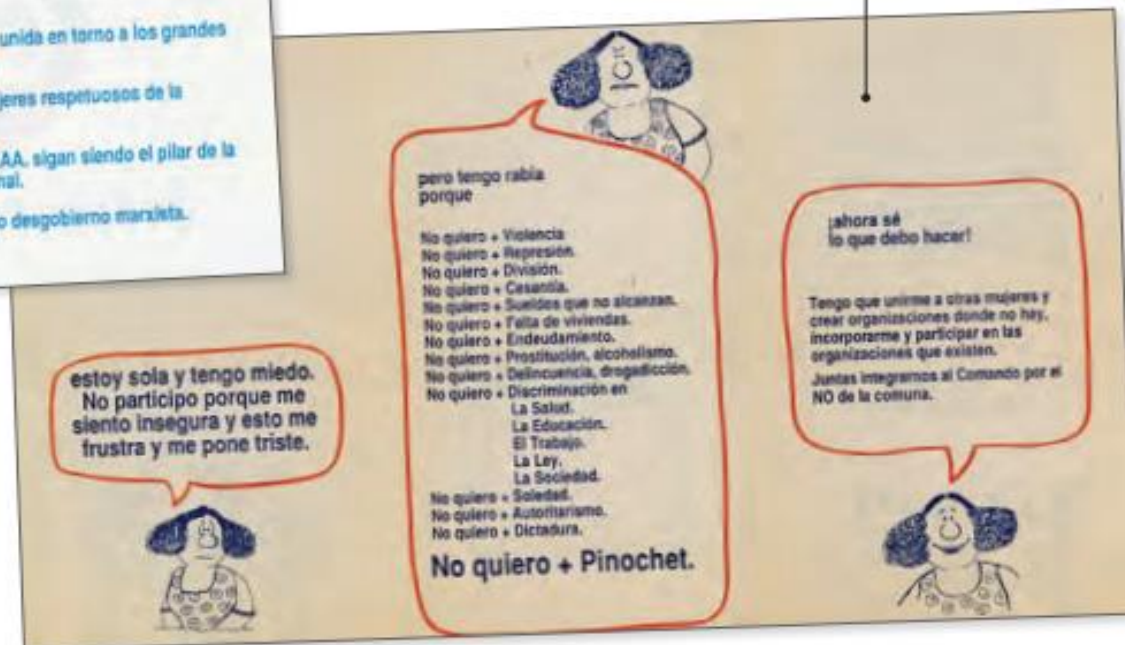 unida en torno a los grandes
jeres respetuosos de la
AA. sigan siendo el pilar de la
nal.
o desgobierno marxista.
estoy sola y tengo miedo.
No participo porque me
siento insegura y esto me
frustra y me pone triste.
pero tengo rabia
porque
No quiero + Violencia
No quiero + Represión.
No quiero + División.
No quiero + Cesantía.
No quiero + Sueldos que no alcanzan.
No quiero + Falta de viviendas.
No quiero + Endeudamiento.
No quiero + Prostitución, alcoholismo.
No quiero + Delincuencia, drogadicción.
No quiero + Discriminación en
La Salud.
La Educación.
El Trabajo.
La Ley.
La Sociedad.
No quiero + Soledad.
No quiero + Autoritarismo.
No quiero + Dictadura.
No quiero + Pinochet.
¡ahora sé
lo que debo hacer!
Tengo que unirme a otras mujeres y
crear organizaciones donde no hay,
incorporarme y participar en las
organizaciones que existen.
Juntas integrarnos al Comando por el
NO de la comuna.